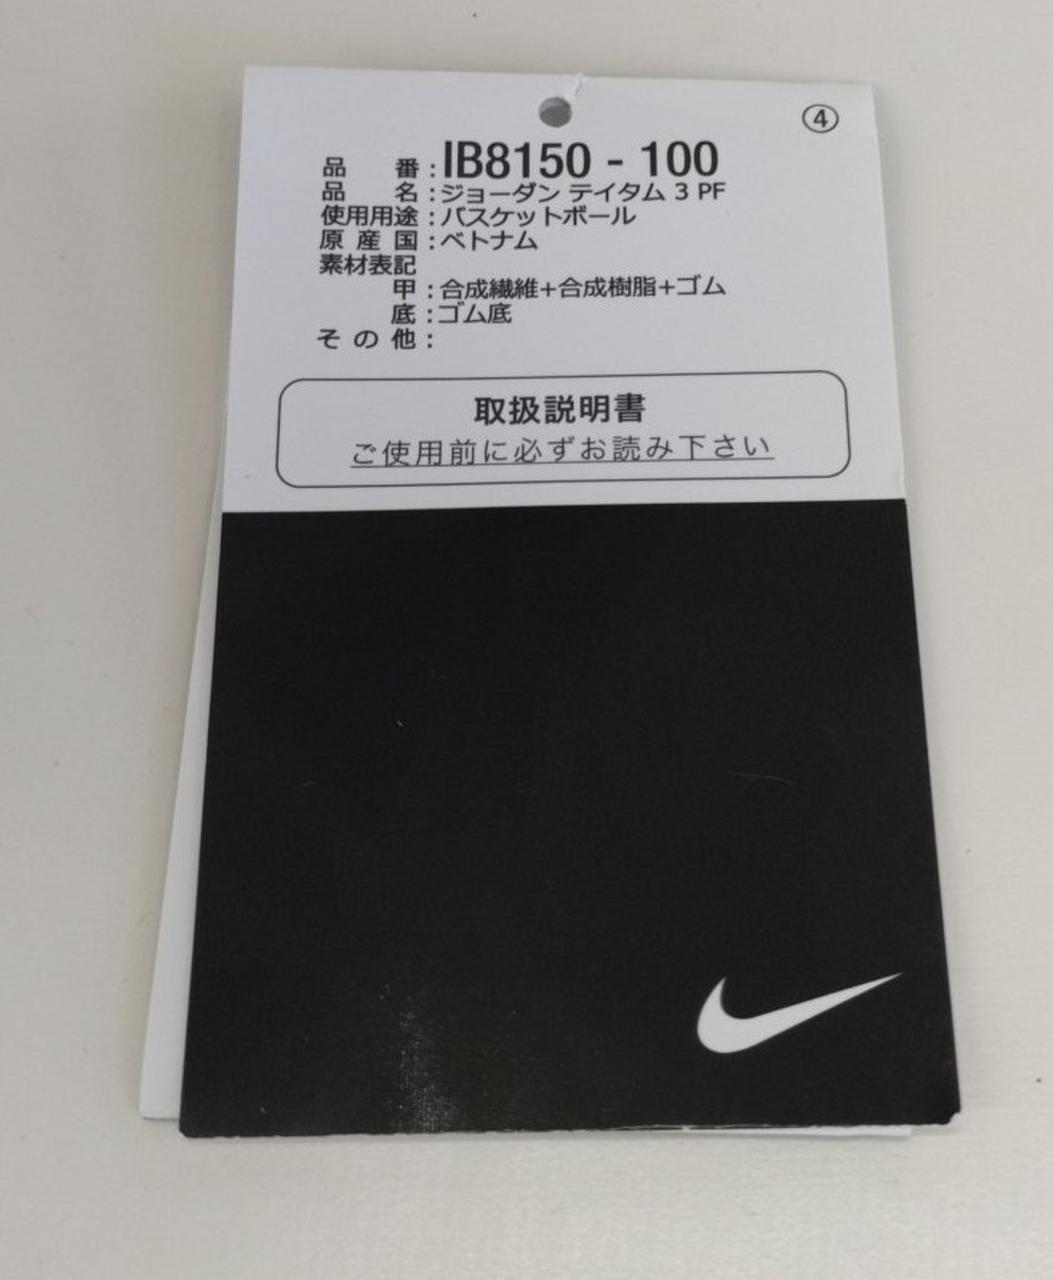 ④
品 番:IB8150 - 100
品 名:ジョーダン テイタム 3 PF
使用用途:バスケットボール
原産国:ベトナム
素材表記
甲:合成繊維+合成樹脂+ゴム
底:ゴム底
その他:
取扱説明書
ご使用前に必ずお読み下さい